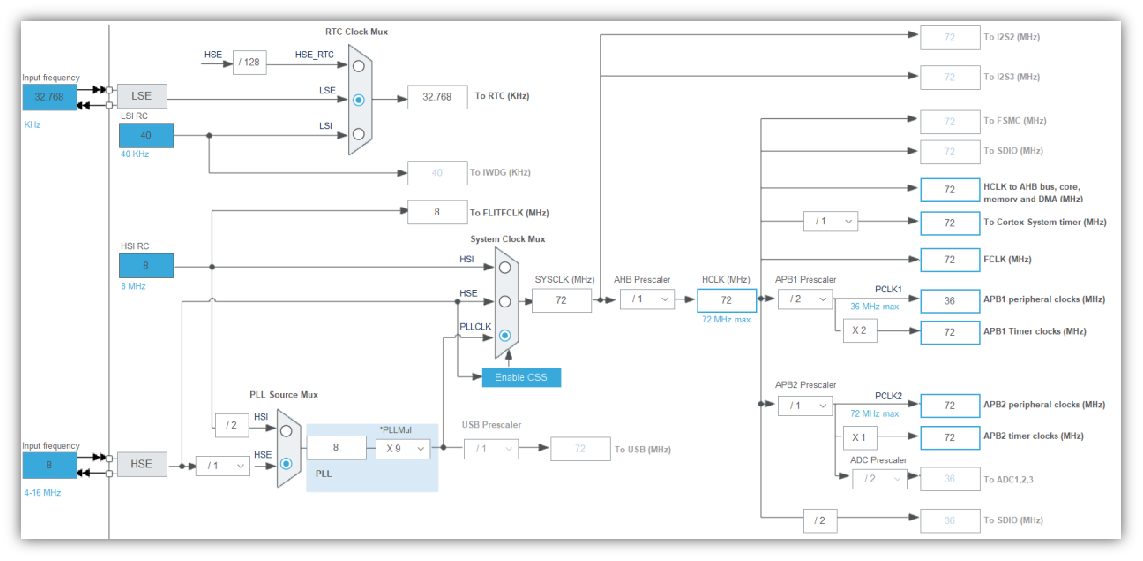 RTC Clock Mux
HSE
/ 128
HSE_RTC
Input frequency
32.768
KHz
LSE
LSE
32.768
To RTC (KHz)
LSI RC
40
40 KHz
LSI
40
To IWDG (KHz)
8
To FLITFCLK (MHz)
HSI RC
8
8 MHz
System Clock Mux
HSI
HSE
PLLCLK
Enable CSS
SYSCLK (MHz)
72
AHB Prescaler
/ 1
HCLK (MHz)
72
72 MHz max
PLL Source Mux
/ 2
HSI
Input frequency
8
4-16 MHz
HSE
/ 1
HSE
8
*PLLMul
X 9
PLL
USB Prescaler
/ 1
72
To USB (MHz)
72
To I2S2 (MHz)
72
To I2S3 (MHz)
72
To FSMC (MHz)
72
To SDIO (MHz)
72
HCLK to AHB bus, core,
memory and DMA (MHz)
/ 1
72
To Cortex System timer (MHz)
72
FCLK (MHz)
APB1 Prescaler
/ 2
PCLK1
36 MHz max
36
APB1 peripheral clocks (MHz)
X 2
72
APB1 Timer clocks (MHz)
APB2 Prescaler
/ 1
PCLK2
72 MHz max
72
APB2 peripheral clocks (MHz)
X 1
72
APB2 timer clocks (MHz)
ADC Prescaler
/ 2
36
To ADC1,2,3
/ 2
36
To SDIO (MHz)